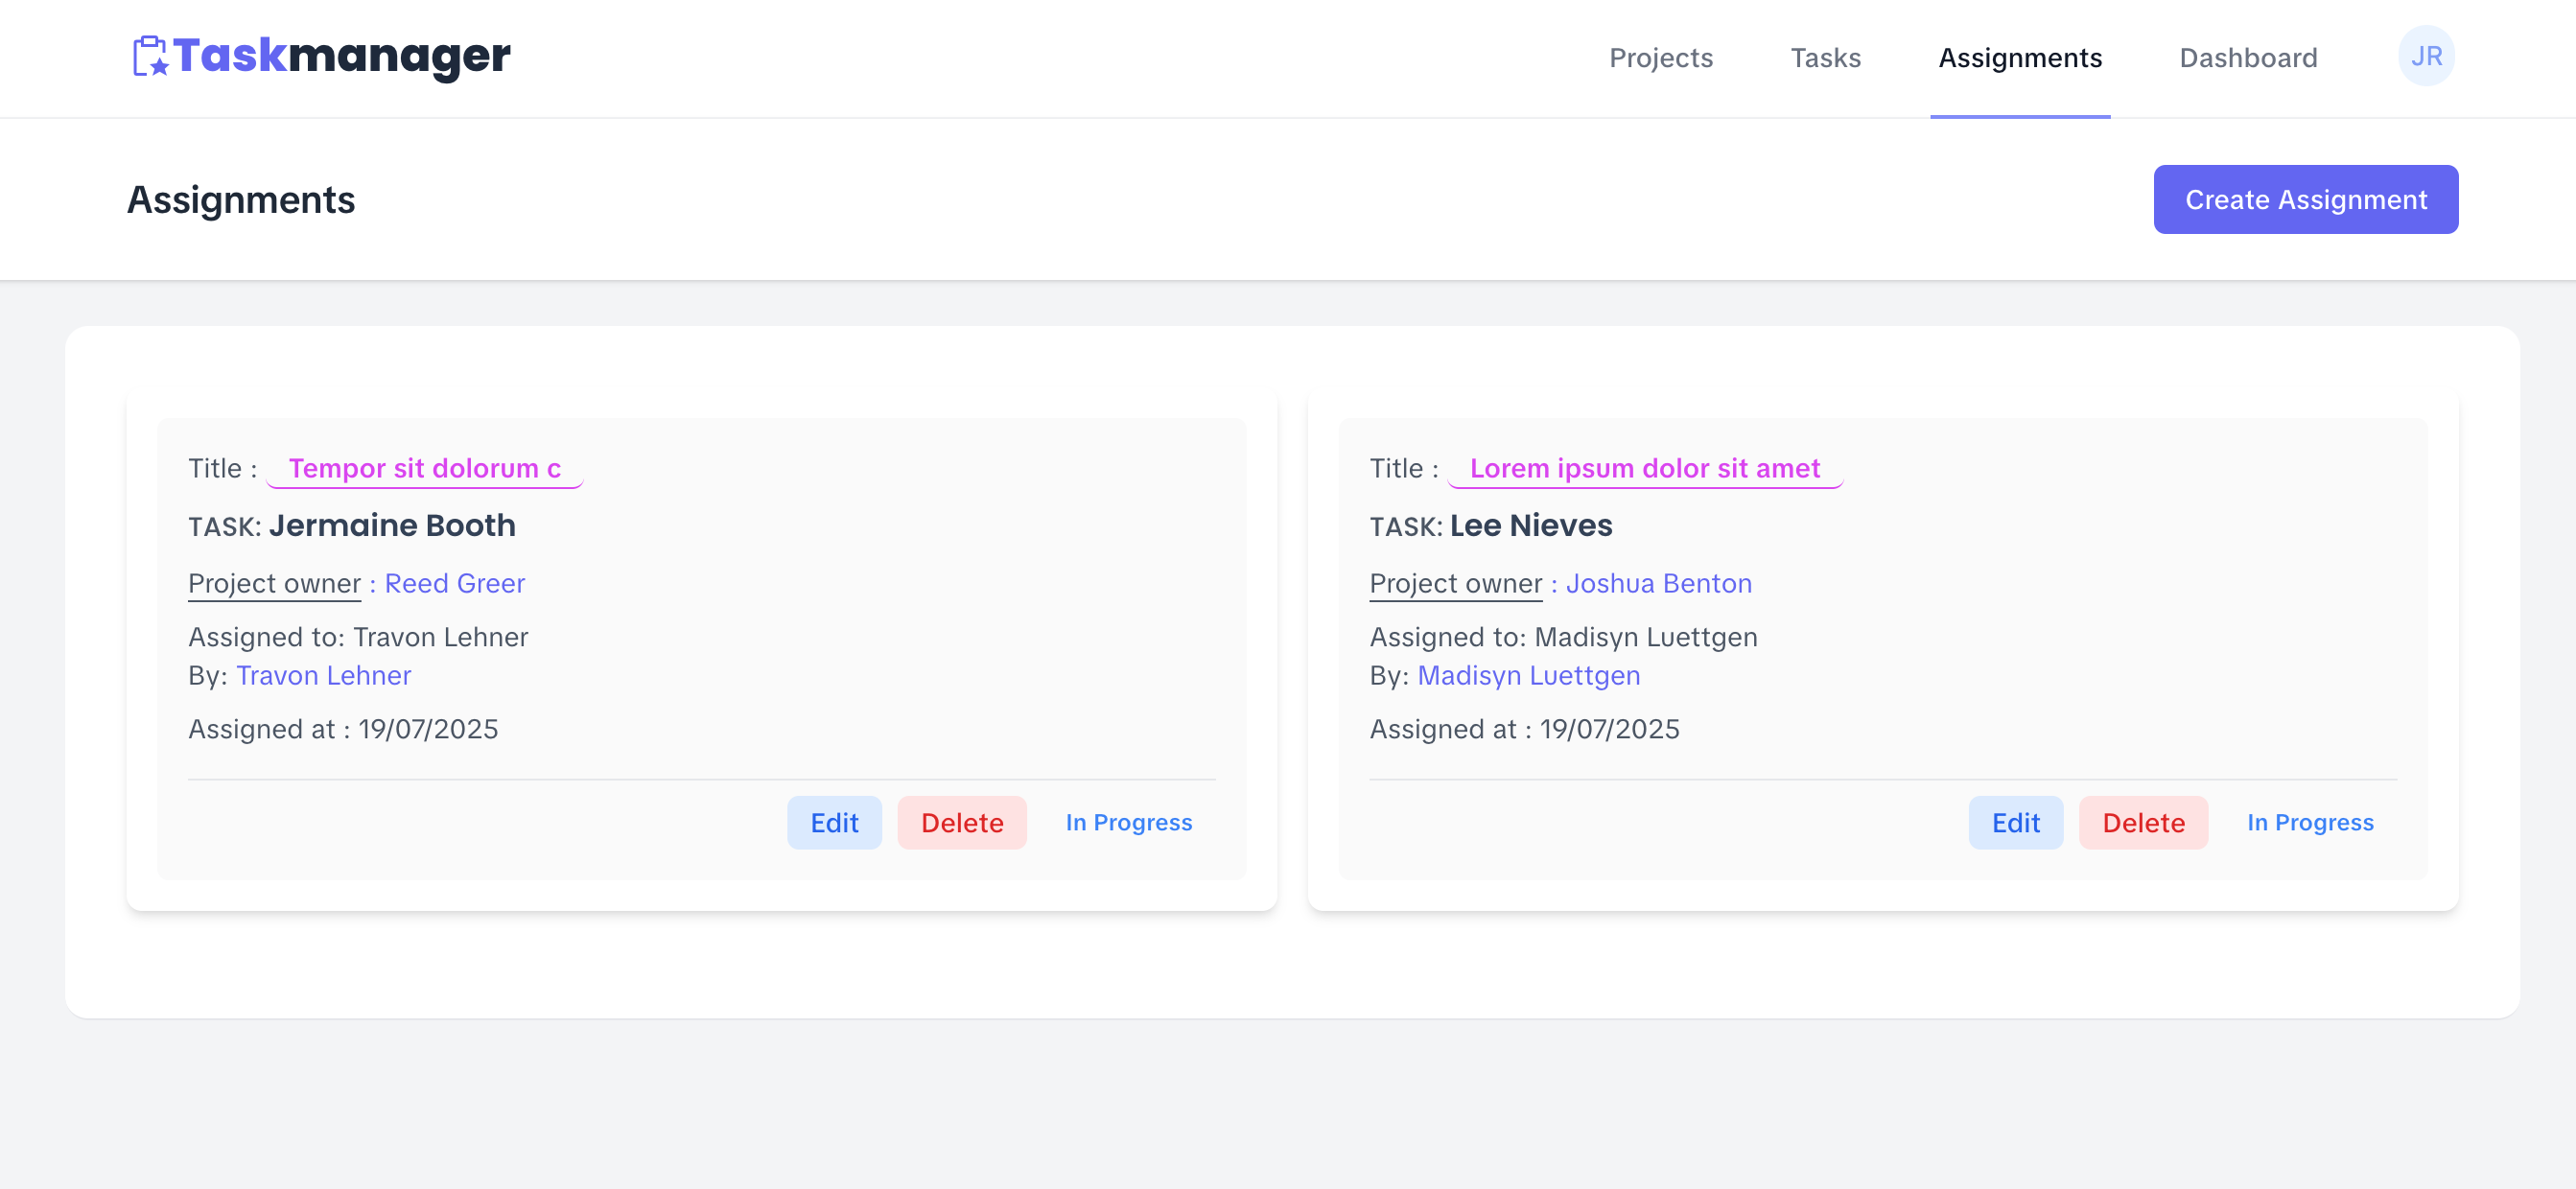 Taskmanager
Projects
Tasks
Assignments
Dashboard
JR
Assignments
Create Assignment
Title : Tempor sit dolorum c
TASK: Jermaine Booth
Project owner : Reed Greer
Assigned to: Travon Lehner
By: Travon Lehner
Assigned at : 19/07/2025
Edit
Delete
In Progress
Title : Lorem ipsum dolor sit amet
TASK: Lee Nieves
Project owner : Joshua Benton
Assigned to: Madisyn Luettgen
By: Madisyn Luettgen
Assigned at : 19/07/2025
Edit
Delete
In Progress